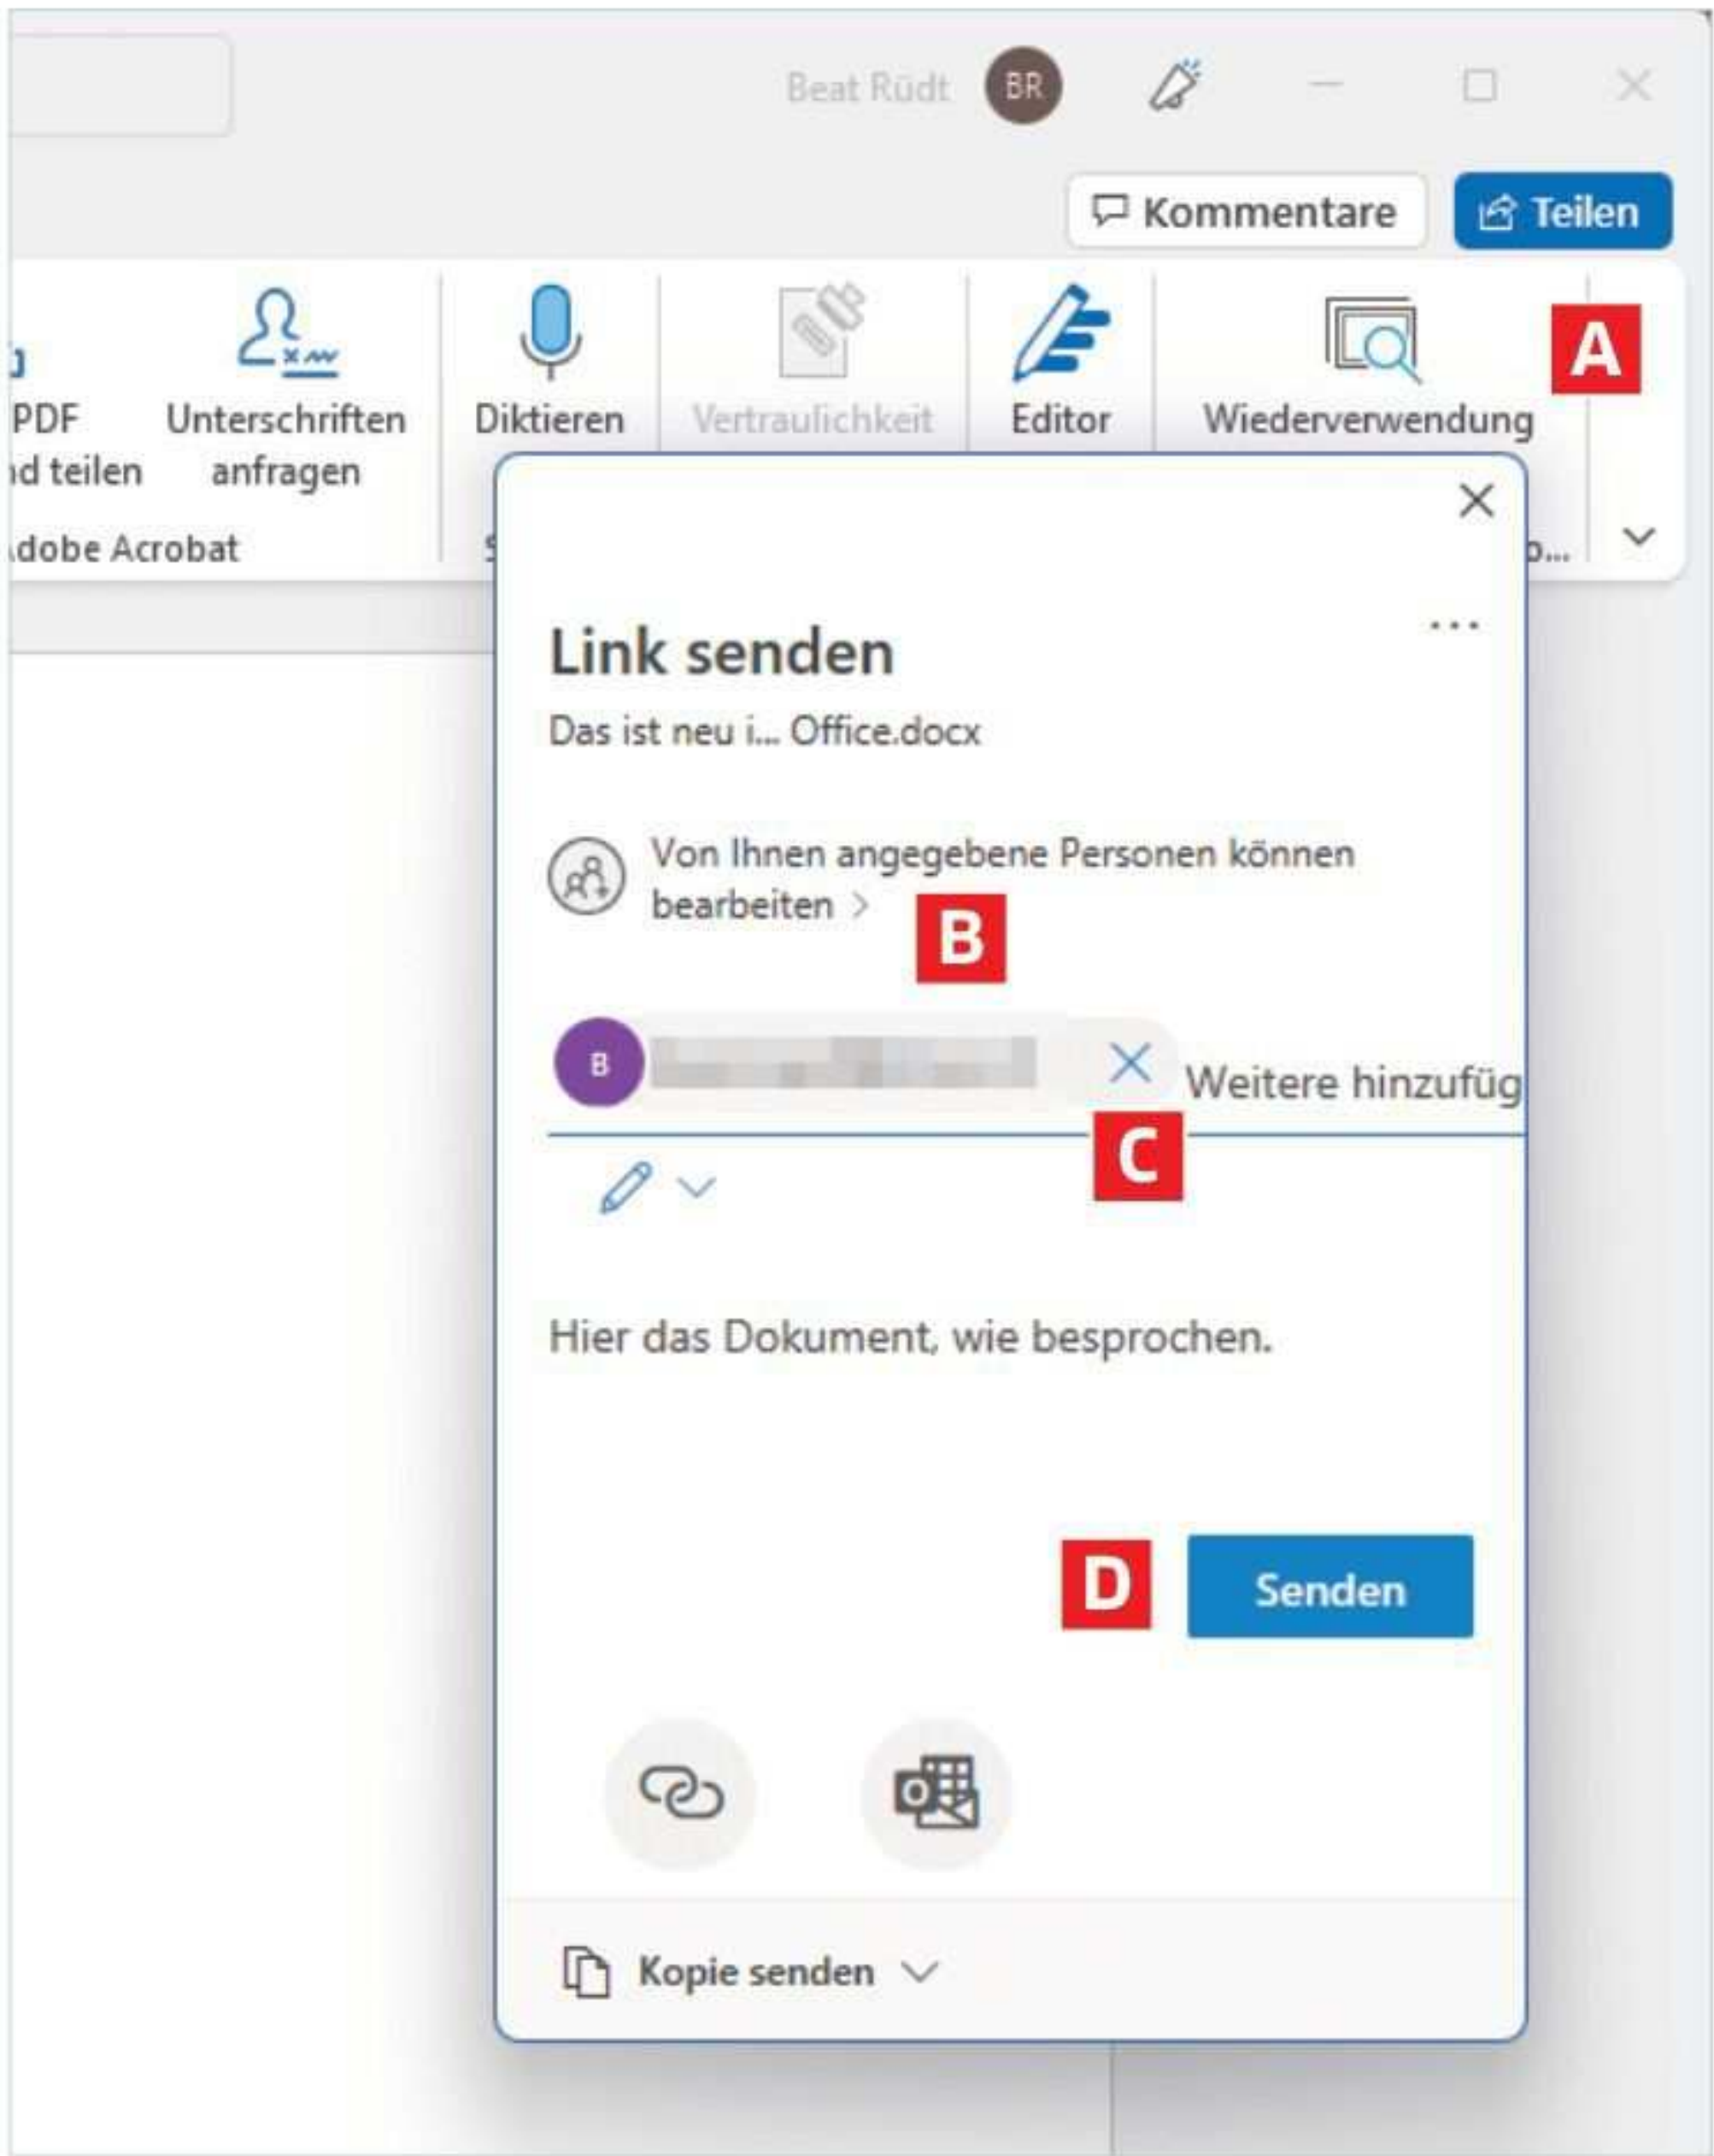 Beat Rüdt BR
Kommentare Teilen
A
PDF Unterschriften Diktieren Vertraulichkeit Editor Wiederverwendung
teilen anfragen
Acrobat
Link senden
Das ist neu i... Office.docx
Von Ihnen angegebene Personen können
bearbeiten >
B
B Weitere hinzufüg
C
Hier das Dokument, wie besprochen.
D Senden
Kopie senden